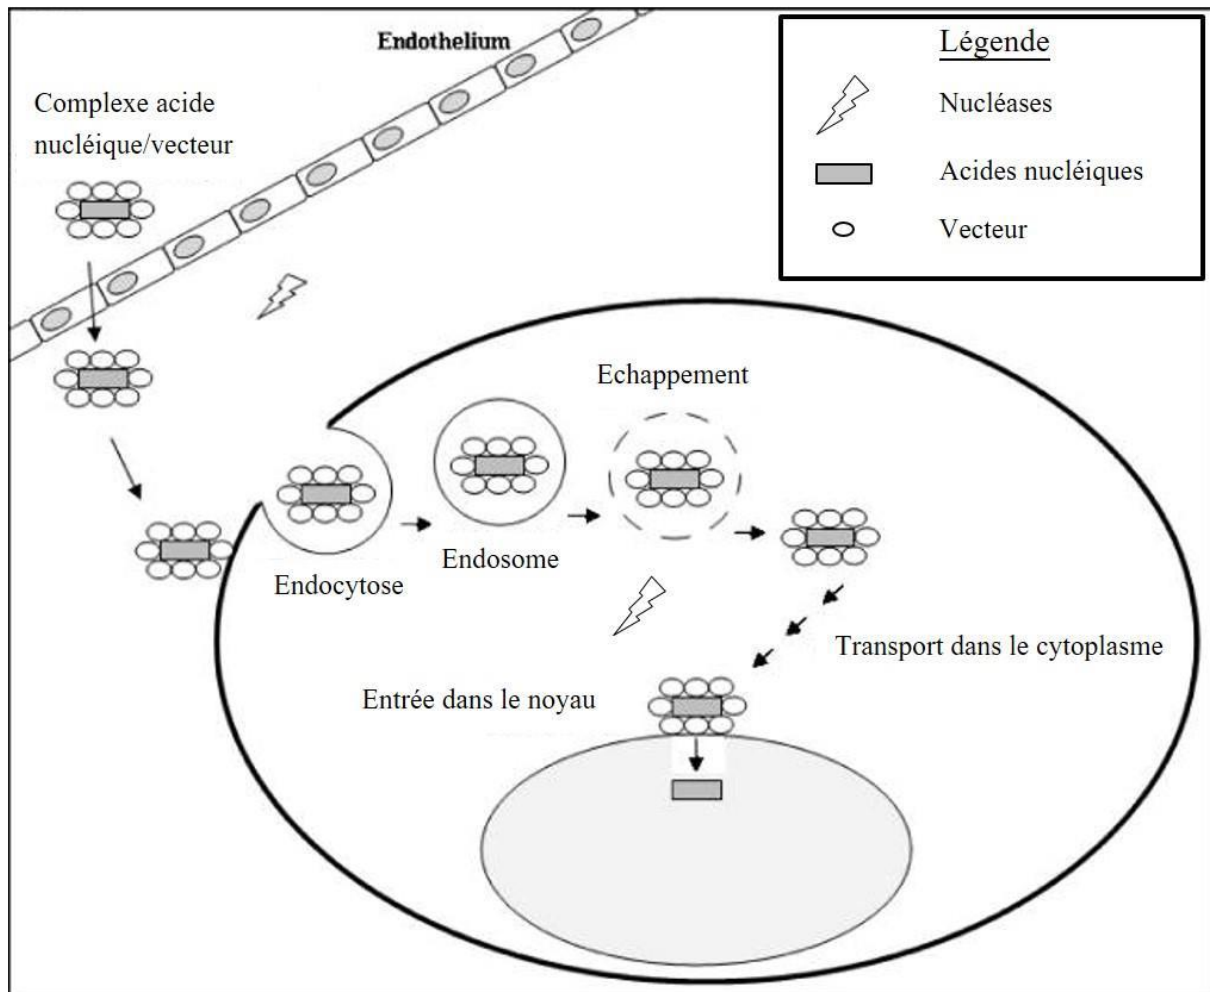 Endothelium
Complexe acide
nucléique/vecteur
Légende
Nucléases
Acides nucléiques
Vecteur
Echappement
Endosome
Endocytose
Transport dans le cytoplasme
Entrée dans le noyau